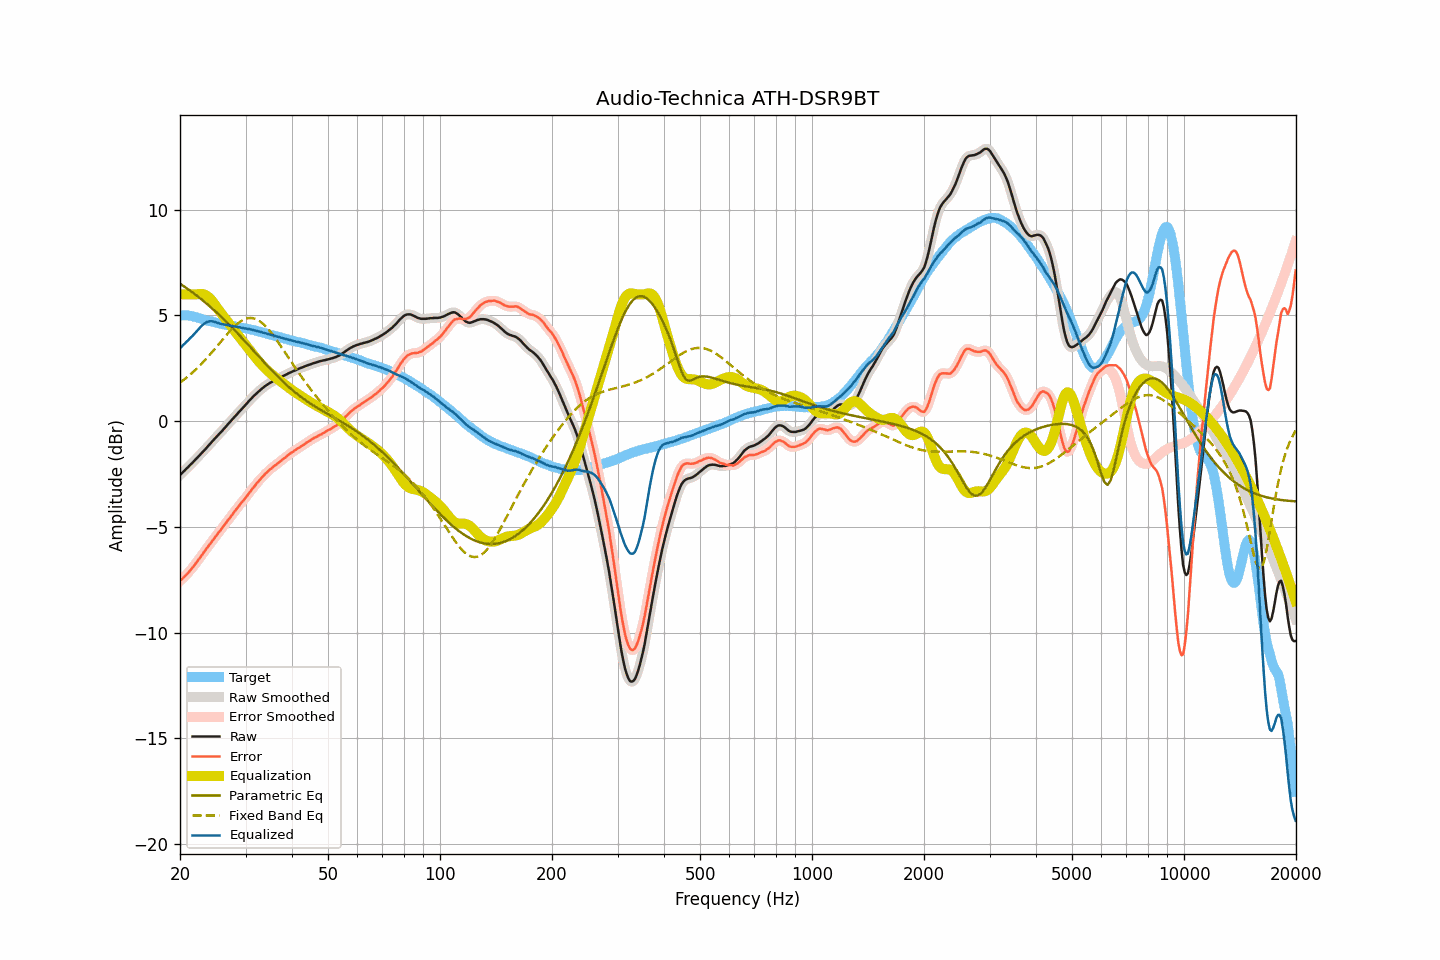 Audio-Technica ATH-DSR9BT
Amplitude (dBr)
10
5
0
−5
−10
−15
−20
Target
Raw Smoothed
Error Smoothed
Raw
Error
Equalization
Parametric Eq
Fixed Band Eq
Equalized
20 50 100 200 500 1000 2000 5000 10000 20000
Frequency (Hz)